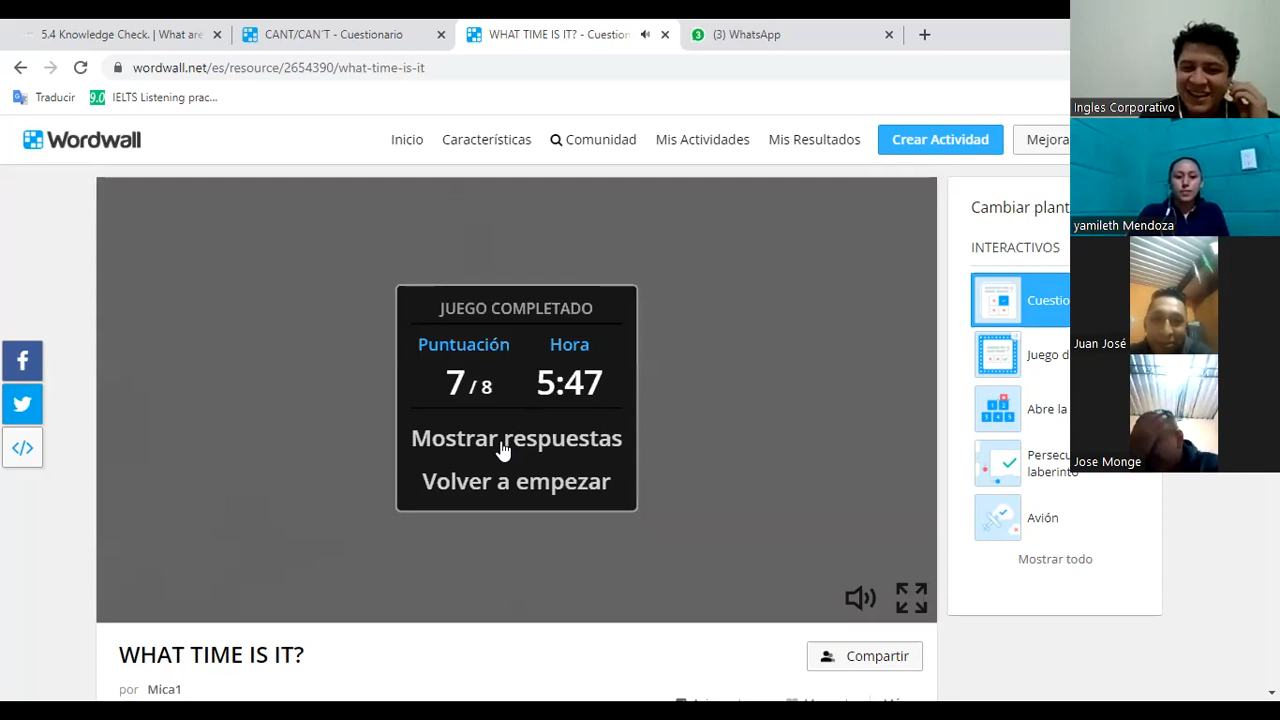 5.4 Knowledge Check. | What are
CANT/CAN'T - Cuestionario
WHAT TIME IS IT? - Cuestion
(3) WhatsApp
wordwall.net/es/resource/2654390/what-time-is-it
Traducir
9.0 IELTS Listening prac...
Wordwall
Inicio
Características
Comunidad
Mis Actividades
Mis Resultados
Crear Actividad
Mejora
Ingles Corporativo
yamileth Mendoza
Juan José
Jose Monge
JUEGO COMPLETADO
Puntuación Hora
7 / 8 5:47
Mostrar respuestas
Volver a empezar
Cambiar plant
INTERACTIVOS
Cuestio
Juego d
Abre la
Persecu
laberinto
Avión
Mostrar todo
WHAT TIME IS IT?
Compartir
por Mica1